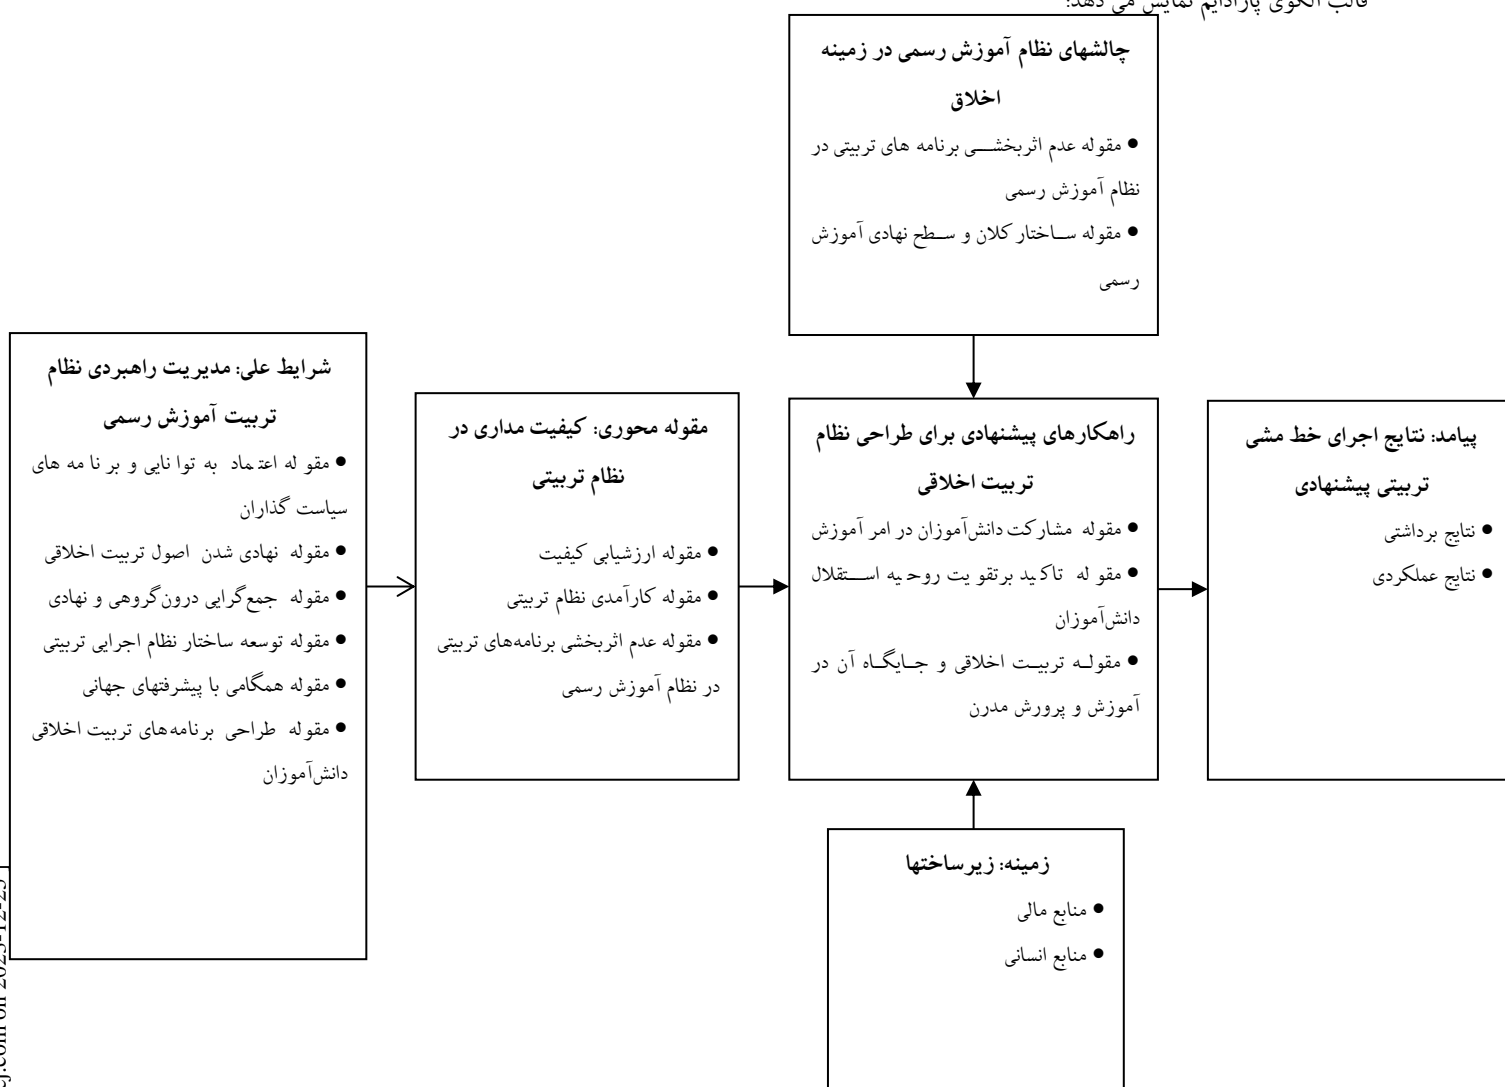 قالب الگوی پارادایم نمایش می دهد:
چالشهای نظام آموزش رسمی در زمینه
اخلاق
● مقوله عدم اثربخشی برنامه های تربیتی در
نظام آموزش رسمی
● مقوله ساختار کلان و سطح نهادی آموزش
رسمی
شرایط علی: مدیریت راهبردی نظام
تربیت آموزش رسمی
● مقوله اعتماد به توانایی و برنامه های
سیاست گذاران
● مقوله نهادی شدن اصول تربیت اخلاقی
● مقوله جمع‌گرایی درون‌گروهی و نهادی
● مقوله توسعه ساختار نظام اجرایی تربیتی
● مقوله همگامی با پیشرفتهای جهانی
● مقوله طراحی برنامه‌های تربیت اخلاقی
دانش‌آموزان
مقوله محوری: کیفیت مداری در
نظام تربیتی
● مقوله ارزشیابی کیفیت
● مقوله کارآمدی نظام تربیتی
● مقوله عدم اثربخشی برنامه‌های تربیتی
در نظام آموزش رسمی
راهکارهای پیشنهادی برای طراحی نظام
تربیت اخلاقی
● مقوله مشارکت دانش‌آموزان در امر آموزش
● مقوله تاکید برتقویت روحیه استقلال
دانش‌آموزان
● مقوله تربیت اخلاقی و جایگاه آن در
آموزش و پرورش مدرن
پیامد: نتایج اجرای خط مشی
تربیتی پیشنهادی
● نتایج برداشتی
● نتایج عملکردی
زمینه: زیرساختها
● منابع مالی
● منابع انسانی